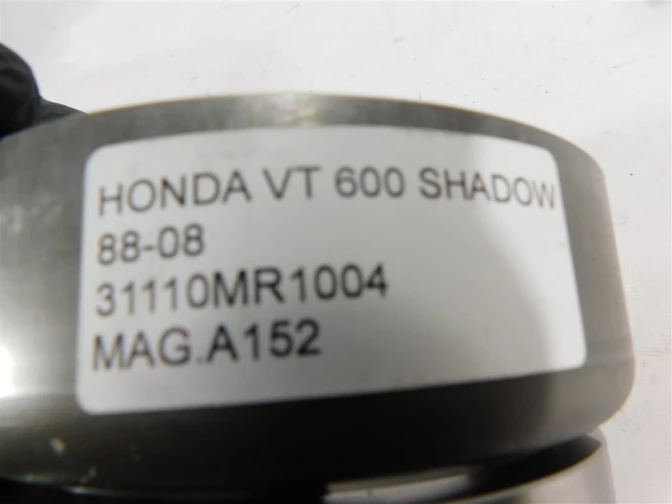 HONDA VT 600 SHADOW
88-08
31110MR1004
MAG.A152